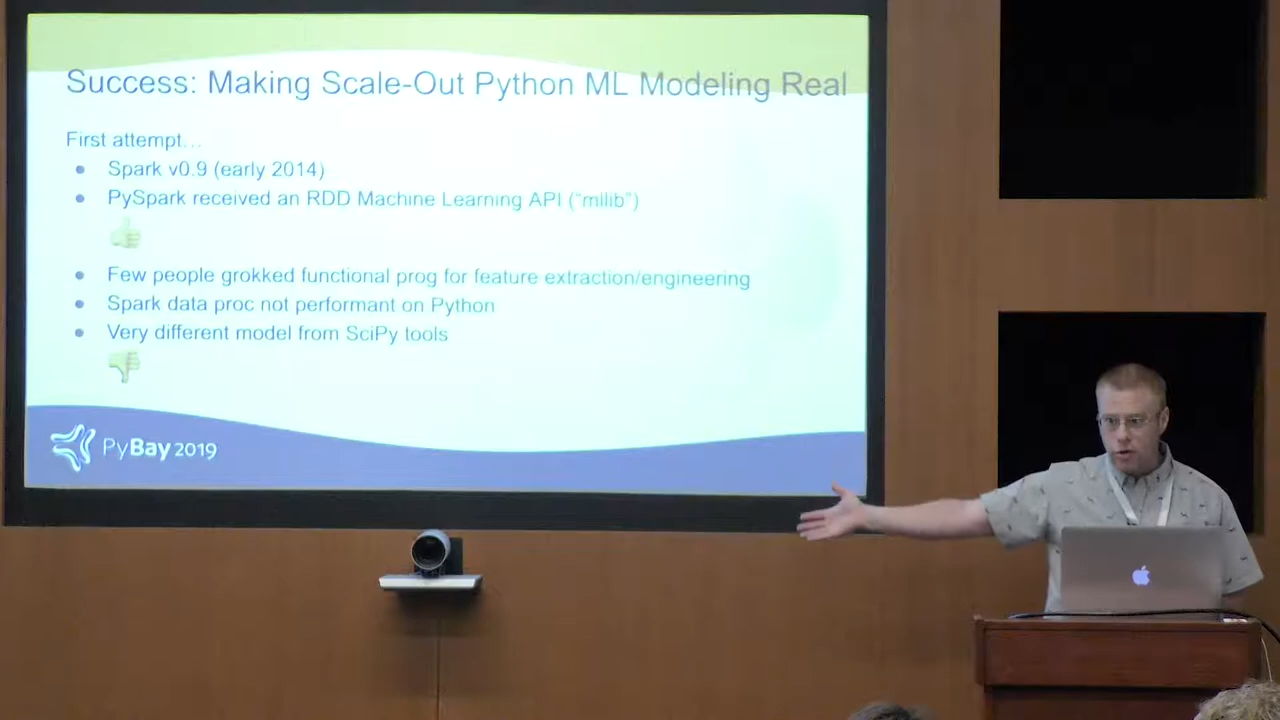 Success: Making Scale-Out Python ML Modeling Real
First attempt…
Spark v0.9 (early 2014)
PySpark received an RDD Machine Learning API (“mllib”)
Few people grokked functional prog for feature extraction/engineering
Spark data proc not performant on Python
Very different model from SciPy tools
PyBay 2019